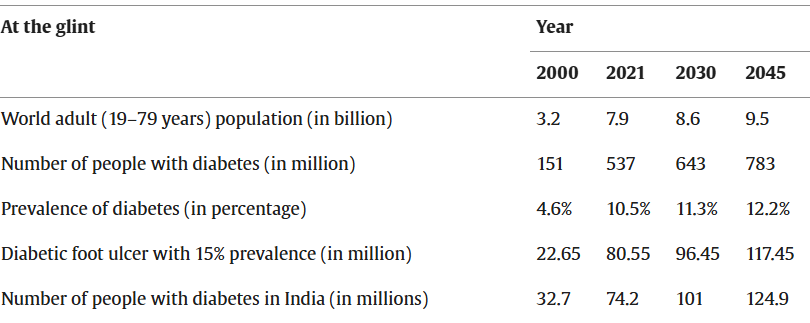 At the glint Year
2000 2021 2030 2045
World adult (19–79 years) population (in billion) 3.2 7.9 8.6 9.5
Number of people with diabetes (in million) 151 537 643 783
Prevalence of diabetes (in percentage) 4.6% 10.5% 11.3% 12.2%
Diabetic foot ulcer with 15% prevalence (in million) 22.65 80.55 96.45 117.45
Number of people with diabetes in India (in millions) 32.7 74.2 101 124.9